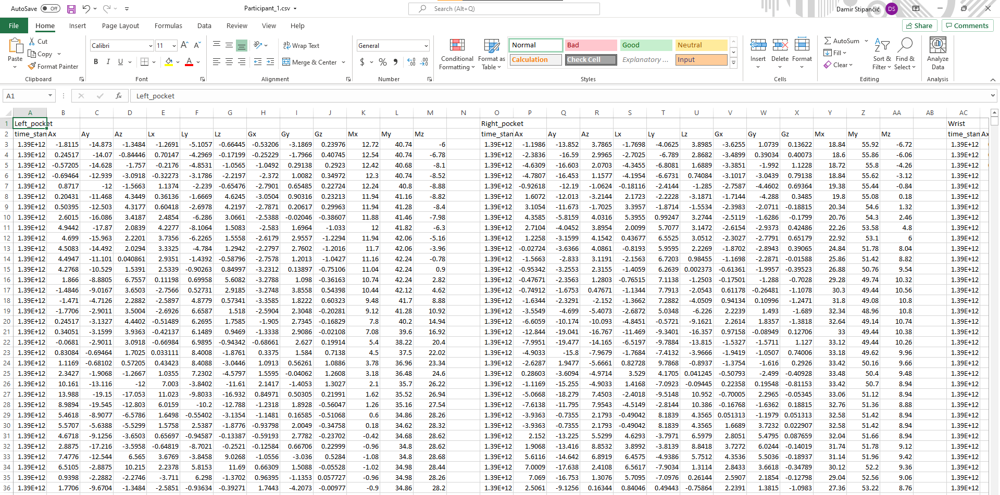 AutoSave Off Participant_1.csv Search (Alt+Q) Damir Stipančić DS
File Home Insert Page Layout Formulas Data Review View Help Share Comments
Paste Cut Copy Format Painter Clipboard
Calibri 11 B I U A Font
Wrap Text Merge & Center Alignment
General $ % Number
Conditional Formatting Format as Table Normal Bad Good Neutral Calculation Check Cell Explanatory ... Input Styles
Insert Delete Format Cells
AutoSum Fill Clear Sort & Filter Find & Select Editing
Analyze Data Analysis
A1 fx Left_pocket
A B C D E F G H I J K L M N O P Q R S T U V W X Y Z AA AB AC
1 Left_pocket Right_pocket Wrist
2 time_stan Ax Ay Az Lx Ly Lz Gx Gy Gz Mx My Mz time_stan Ax Ay Az Lx Ly Lz Gx Gy Gz Mx My Mz time_stan Ax
3 1.39E+12 -1.8115 -14.873 -1.3484 -1.2691 -5.1057 -0.66445 -0.53206 -3.1869 0.23976 12.72 40.74 -6 1.39E+12 -1.1986 -13.852 3.7865 -1.7698 -4.0625 3.8985 -3.6255 1.0739 0.13622 18.84 55.92 -6.72 1.39E+12
4 1.39E+12 0.24517 -14.07 -0.84446 0.70147 -4.2969 -0.17199 -0.25229 -1.7966 0.40745 12.54 40.74 -6.78 1.39E+12 -2.3836 -16.59 2.9965 -2.7025 -6.789 2.8682 -3.4899 0.39034 0.40073 18.6 55.86 -6.06 1.39E+12
5 1.39E+12 -0.57205 -14.628 -1.757 -0.2176 -4.8531 -1.0565 -1.0492 0.29138 0.2923 12.42 40.68 -8.1 1.39E+12 -4.6309 -16.603 2.0703 -4.3455 -6.8081 1.6889 -3.3851 -1.992 1.1228 18.72 55.8 -4.26 1.39E+12
6 1.39E+12 -0.69464 -12.939 -3.0918 -0.32273 -3.1786 -2.2197 -2.372 1.0082 0.34972 12.3 40.74 -8.52 1.39E+12 -4.7807 -16.453 1.1577 -4.1954 -6.6731 0.74084 -3.1017 -3.0439 0.79138 18.84 55.62 -3.12 1.39E+12
7 1.39E+12 0.8717 -12 -1.5663 1.1374 -2.239 -0.65476 -2.7901 0.65485 0.22724 12.24 40.8 -8.88 1.39E+12 -0.92618 -12.19 -1.0624 -0.18116 -2.4144 -1.285 -2.7587 -4.4602 0.69364 19.38 55.44 -0.84 1.39E+12
8 1.39E+12 0.20431 -11.468 4.3449 0.36136 -1.6669 4.6245 -3.0504 0.90316 0.23213 11.94 41.16 -8.82 1.39E+12 1.6072 -12.013 -3.2144 2.1723 -2.2228 -3.1871 -1.7144 -4.288 0.3485 19.8 55.08 0.18 1.39E+12
9 1.39E+12 0.50395 -12.503 4.3177 0.60418 -2.6978 4.2197 -2.7871 0.20617 0.29963 11.94 41.28 -8.4 1.39E+12 3.1054 -11.673 -1.7025 3.3957 -1.8714 -1.5534 -2.3983 -2.0711 -0.18815 20.34 54.6 1.32 1.39E+12
10 1.39E+12 2.6015 -16.086 3.4187 2.4854 -6.286 3.0661 -2.5388 -0.02046 -0.38607 11.88 41.46 -7.98 1.39E+12 4.3585 -5.8159 4.0316 5.3955 0.99247 3.2744 -2.5119 -1.6286 -0.1799 20.76 54.3 2.46 1.39E+12
11 1.39E+12 4.9442 -17.87 2.0839 4.2277 -8.1064 1.5083 -2.583 1.6964 -1.033 12 41.82 -6.3 1.39E+12 2.7104 -4.0452 3.8954 2.0099 5.7077 3.1472 -2.6154 -2.9373 0.42486 22.26 53.58 4.8 1.39E+12
12 1.39E+12 4.699 -15.963 2.2201 3.7356 -6.2265 1.5558 -2.6179 2.9557 -1.2294 11.94 42.06 -5.16 1.39E+12 1.2258 -3.1599 4.1542 0.43677 6.5525 3.0512 -2.3027 -2.7791 0.65179 22.92 53.1 6 1.39E+12
13 1.39E+12 4.5083 -14.492 2.0294 3.3325 -4.784 1.2942 -2.2797 2.7602 -1.2016 11.7 42.06 -3.96 1.39E+12 -0.02724 -3.6366 4.0861 -0.8193 5.9595 2.2269 -1.8702 -2.8943 0.39065 24.84 51.78 8.04 1.39E+12
14 1.39E+12 4.4947 -11.101 0.040861 2.9351 -1.4392 -0.58796 -2.7578 1.2013 -1.0427 11.16 42.24 -0.78 1.39E+12 -1.5663 -2.833 3.1191 -2.1563 6.7203 0.98455 -1.1698 -2.2871 -0.01588 25.86 51.42 8.82 1.39E+12
15 1.39E+12 4.2768 -10.529 1.5391 2.5339 -0.90263 0.84997 -3.2312 0.13897 -0.75106 11.04 42.24 0.9 1.39E+12 -0.95342 -3.2553 2.3155 -1.4059 6.2639 0.002373 -0.61361 -1.9957 -0.39523 26.88 50.76 9.54 1.39E+12
16 1.39E+12 1.866 -8.8805 6.7557 0.11198 0.69958 5.6082 -3.2788 1.098 -0.36163 10.74 42.24 2.82 1.39E+12 -0.47671 -2.3563 1.2803 -0.76515 7.1138 -1.2503 -0.17501 -1.288 -0.7028 29.28 49.74 10.32 1.39E+12
17 1.39E+12 -1.4846 -9.0167 3.6503 -2.7566 0.52731 2.9185 -3.2748 3.8558 0.54398 10.44 42.12 4.62 1.39E+12 -0.74912 -1.6753 0.47671 -1.1344 7.7913 -2.0543 0.61178 -0.26481 -1.1078 30.3 49.44 10.56 1.39E+12
18 1.39E+12 -1.471 -4.7126 2.2882 -2.5897 4.8779 0.57341 -3.3585 1.8222 0.60323 9.48 41.7 8.88 1.39E+12 -1.6344 -2.3291 -2.152 -1.3662 7.2882 -4.0509 0.94134 0.10996 -1.2471 31.8 49.08 10.8 1.39E+12
19 1.39E+12 -1.7706 -2.9011 3.5004 -2.6926 6.6587 1.518 -2.5904 2.3048 -0.20281 9.12 41.28 10.92 1.39E+12 -3.5549 -4.699 -5.4073 -2.6872 5.0348 -6.226 2.2239 1.493 -1.689 32.34 48.96 10.8 1.39E+12
20 1.39E+12 0.24517 -3.1327 4.4402 -0.51489 6.2695 1.7585 -1.905 2.7345 -0.16829 7.8 40.2 14.94 1.39E+12 -6.6059 -10.174 -10.093 -4.8451 -0.5721 -9.1621 2.2614 1.8357 -1.3818 32.64 49.14 10.74 1.39E+12
21 1.39E+12 0.34051 -3.1599 3.9363 -0.42137 6.1489 0.9469 -1.3338 2.9086 -0.02108 7.08 39.6 16.92 1.39E+12 -12.844 -19.041 -16.767 -11.469 -9.3401 -16.357 0.97158 -0.08949 0.12706 33 49.44 10.38 1.39E+12
22 1.39E+12 -0.0681 -2.9011 3.0918 -0.66984 6.9895 -0.94342 -0.68661 2.627 0.19914 5.4 38.22 20.4 1.39E+12 -7.9951 -19.477 -14.165 -6.5197 -9.7884 -13.815 -1.5327 -1.5711 1.127 33.12 49.44 10.26 1.39E+12
23 1.39E+12 0.83084 -0.69464 1.7025 0.033111 8.4008 -1.8761 0.3375 1.584 0.7138 4.5 37.5 22.02 1.39E+12 -4.9033 -15.8 -7.9679 -1.7684 -7.4132 -3.9666 -1.9419 -1.0507 0.74006 33.18 49.62 9.96 1.39E+12
24 1.39E+12 1.1169 -0.68102 0.57205 0.43423 8.4088 -3.0446 1.0913 0.56261 1.0886 3.78 36.96 23.34 1.39E+12 -2.6287 1.9477 -5.6661 0.82728 9.7868 -0.8937 -1.3754 -1.616 0.2926 33.42 50.16 9.66 1.39E+12
25 1.39E+12 2.3427 -1.9068 -1.2667 1.0355 7.2302 -4.5797 1.5595 -0.04062 1.2608 3.18 36.48 24.6 1.39E+12 0.28603 -3.6094 -4.9714 3.529 4.1705 0.041245 -0.50793 -2.499 -0.40928 33.48 50.4 9.48 1.39E+12
26 1.39E+12 10.161 -13.116 -12 7.003 -3.8402 -11.61 2.1417 -1.4053 1.3027 2.1 35.7 26.22 1.39E+12 -1.1169 -15.255 -4.9033 1.4168 -7.0923 -0.09445 0.22358 0.19548 -0.81153 33.42 50.7 8.94 1.39E+12
27 1.39E+12 13.988 -19.15 -17.053 11.023 -9.8033 -16.932 0.84971 0.50305 0.21991 1.62 35.52 26.94 1.39E+12 -5.0668 -18.279 7.4503 -2.4018 -9.5148 10.952 -0.70005 2.2965 -0.05345 33.06 51.12 8.94 1.39E+12
28 1.39E+12 8.9894 -19.545 -12.803 6.0159 -10.2 -12.788 -1.2318 1.8928 -0.56047 1.26 35.16 27.54 1.39E+12 -7.6138 -11.795 7.9543 -4.5149 -2.8144 10.386 -0.16768 -1.6362 0.18815 32.76 51.36 8.88 1.39E+12
29 1.39E+12 5.4618 -8.9077 -6.5786 1.6498 -0.55402 -3.1354 -1.1481 0.16585 -0.51068 0.6 34.86 28.26 1.39E+12 -3.9363 -0.7355 2.1793 -0.49042 8.1839 4.3565 0.051313 -1.1979 0.051313 32.58 51.42 8.94 1.39E+12
30 1.39E+12 5.5707 -5.6388 -5.5299 1.5758 2.5387 -1.8776 -0.93798 2.0049 -0.34758 0.18 34.62 28.32 1.39E+12 -3.9363 -0.7355 2.1793 -0.49042 8.1839 4.3565 1.6689 3.7232 0.022907 32.58 51.42 8.94 1.39E+12
31 1.39E+12 4.6718 -9.1256 -3.6503 0.65697 -0.94587 -0.13387 -0.59193 2.7782 -0.23702 -0.42 34.68 28.62 1.39E+12 2.152 -13.225 5.5299 4.6293 -3.7971 6.5979 2.8051 5.4795 0.087659 32.04 51.66 8.94 1.39E+12
32 1.39E+12 2.8875 -17.216 -3.5958 -0.64819 -8.7021 -0.2521 -0.12584 0.66706 0.22999 -0.96 34.8 28.62 1.39E+12 1.9068 -13.416 8.8532 3.8992 -3.8139 8.8418 3.7272 6.0244 -0.14019 31.74 51.78 9.12 1.39E+12
33 1.39E+12 7.4776 -12.544 6.565 3.6769 -3.8458 9.0268 -1.0556 -3.036 0.5284 -1.08 34.8 28.68 1.39E+12 5.6116 -14.642 6.8919 6.4575 -4.9386 5.7512 4.3536 5.5036 -0.18937 31.14 51.96 9.42 1.39E+12
34 1.39E+12 6.5105 -2.8875 10.215 2.2378 5.8153 11.69 0.66309 1.5088 -0.05528 -1.02 34.98 28.44 1.39E+12 7.0009 -17.638 2.4108 6.5617 -7.9034 1.3114 2.8433 3.6618 -0.34789 30.12 52.2 9.36 1.39E+12
35 1.39E+12 0.9398 -2.2882 -2.2746 -3.711 6.298 -1.3702 0.96395 -1.1353 0.057727 -0.96 34.98 28.26 1.39E+12 7.069 -16.753 1.3076 5.7095 -7.0976 0.26144 2.5907 2.1854 -0.12798 29.04 52.56 9.06 1.39E+12
36 1.39E+12 1.7706 -9.6704 -1.3484 -2.5851 -0.93634 -0.39271 1.7443 -4.2073 -0.00977 -0.9 34.86 28.2 1.39E+12 2.5061 -9.1256 0.16344 0.84046 0.49443 -0.75864 2.2391 1.3815 -1.0983 27.36 53.22 8.76 1.39E+12